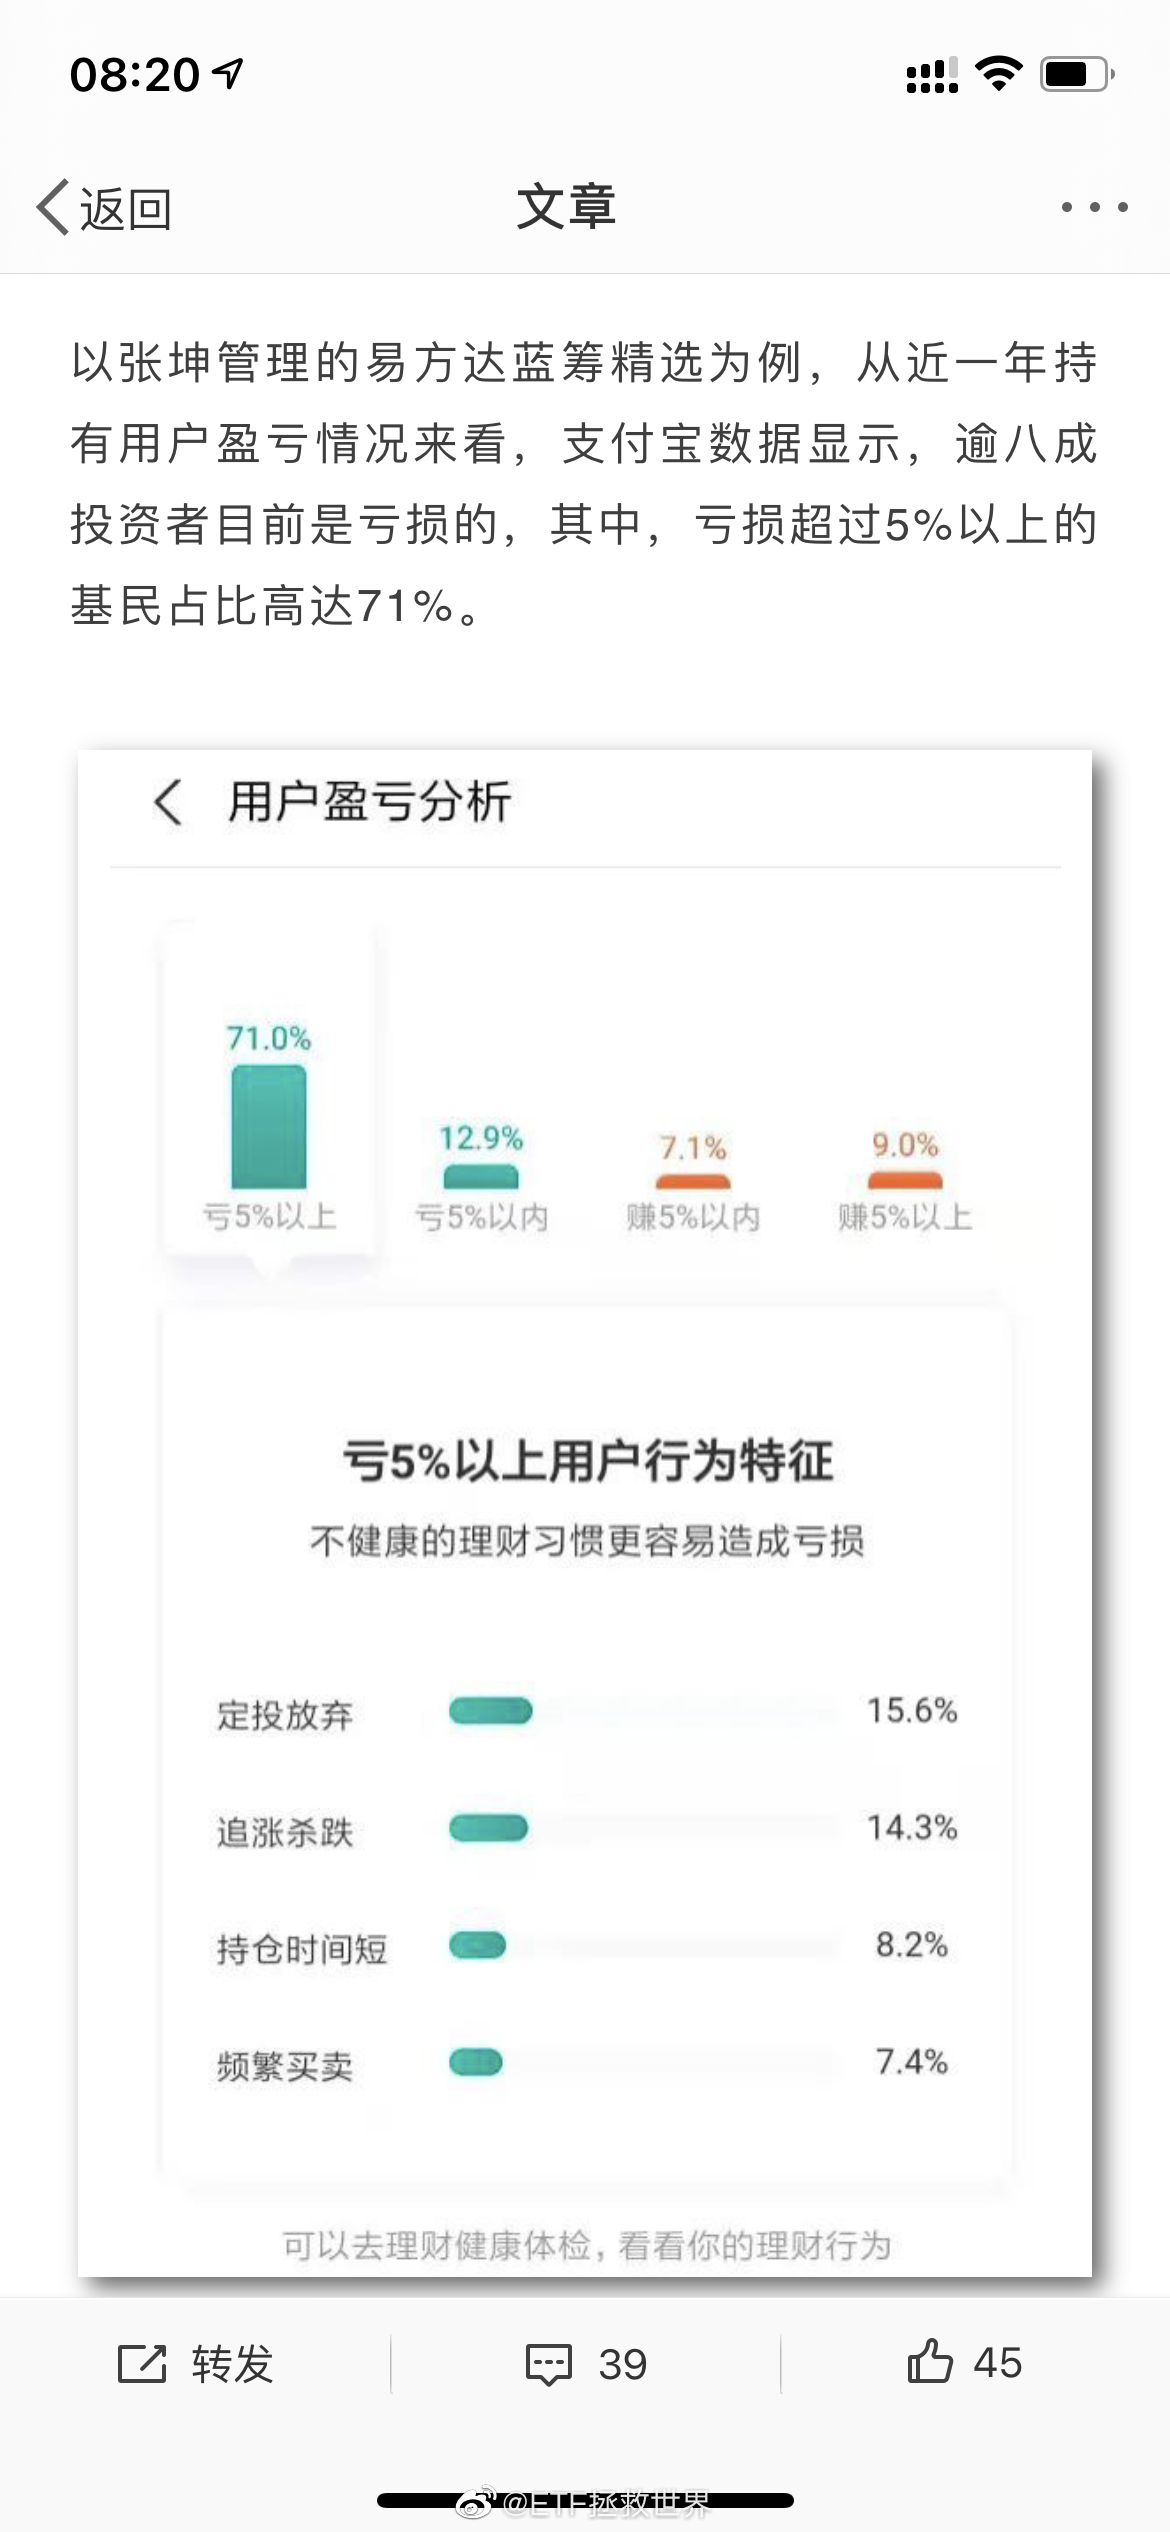 08:20
返回
文章
以张坤管理的易方达蓝筹精选为例，从近一年持
有用户盈亏情况来看，支付宝数据显示，逾八成
投资者目前是亏损的，其中，亏损超过5%以上的
基民占比高达71%。
用户盈亏分析
71.0%
12.9%
7.1%
9.0%
亏5%以上
亏5%以内
赚5%以内
赚5%以上
亏5%以上用户行为特征
不健康的理财习惯更容易造成亏损
定投放弃 15.6%
追涨杀跌 14.3%
持仓时间短 8.2%
频繁买卖 7.4%
可以去理财健康体检，看看你的理财行为
转发
39
45
@ETF拯救世界